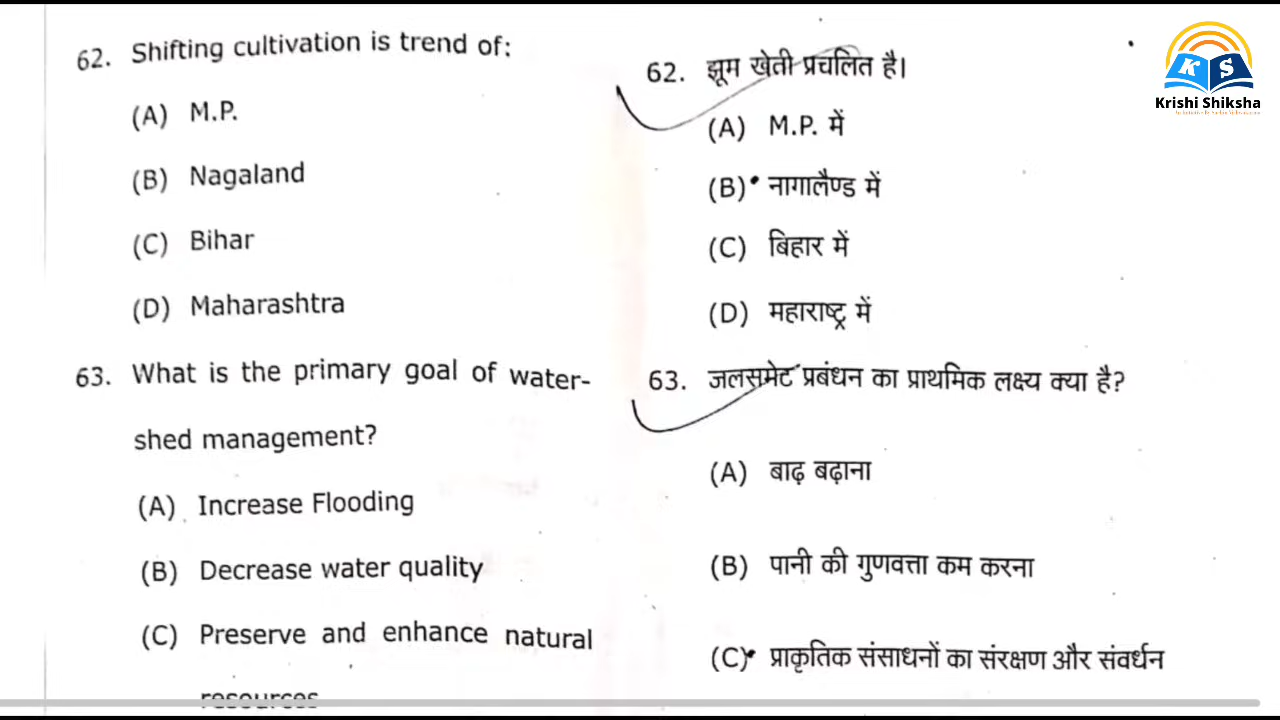 62. Shifting cultivation is trend of:
(A) M.P.
(B) Nagaland
(C) Bihar
(D) Maharashtra
63. What is the primary goal of water-
shed management?
(A) Increase Flooding
(B) Decrease water quality
(C) Preserve and enhance natural
resources
62. झूम खेती प्रचलित है।
(A) M.P. में
(B) नागालैण्ड में
(C) बिहार में
(D) महाराष्ट्र में
63. जलसमेट प्रबंधन का प्राथमिक लक्ष्य क्या है?
(A) बाढ़ बढ़ाना
(B) पानी की गुणवत्ता कम करना
(C) प्राकृतिक संसाधनों का संरक्षण और संवर्धन
K S
Krishi Shiksha